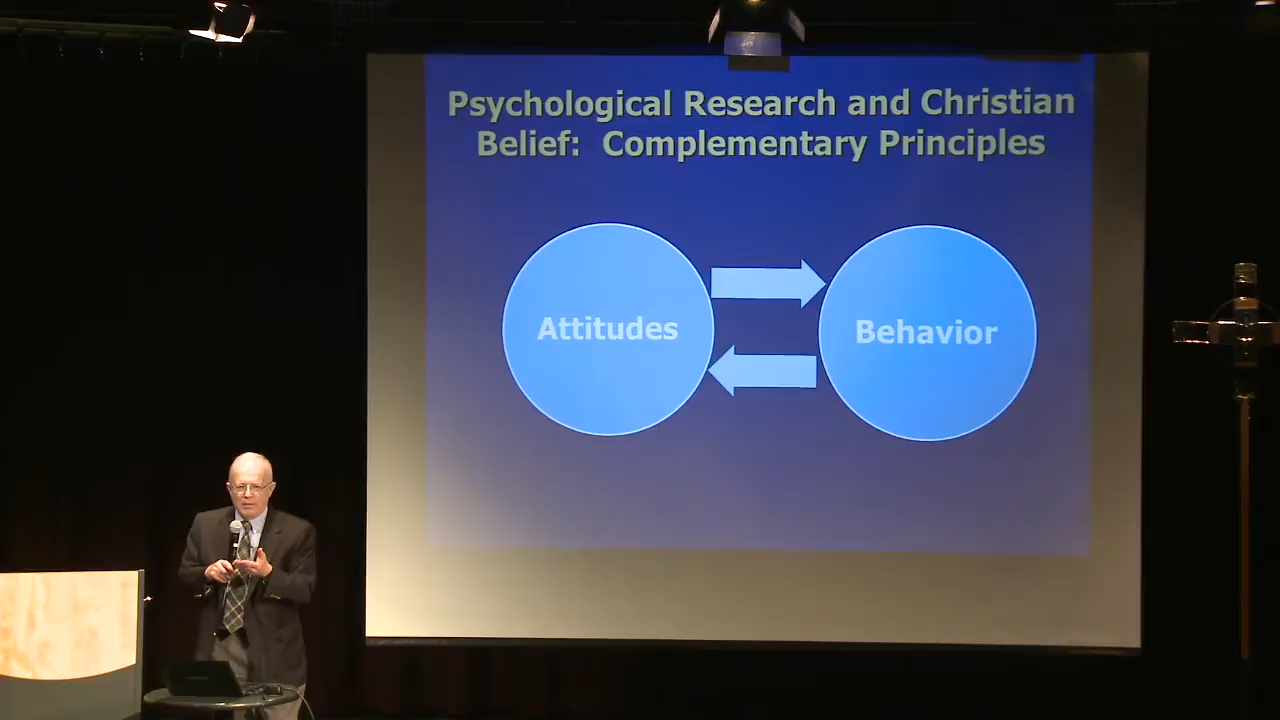 Psychological Research and Christian
Belief: Complementary Principles
Attitudes
Behavior